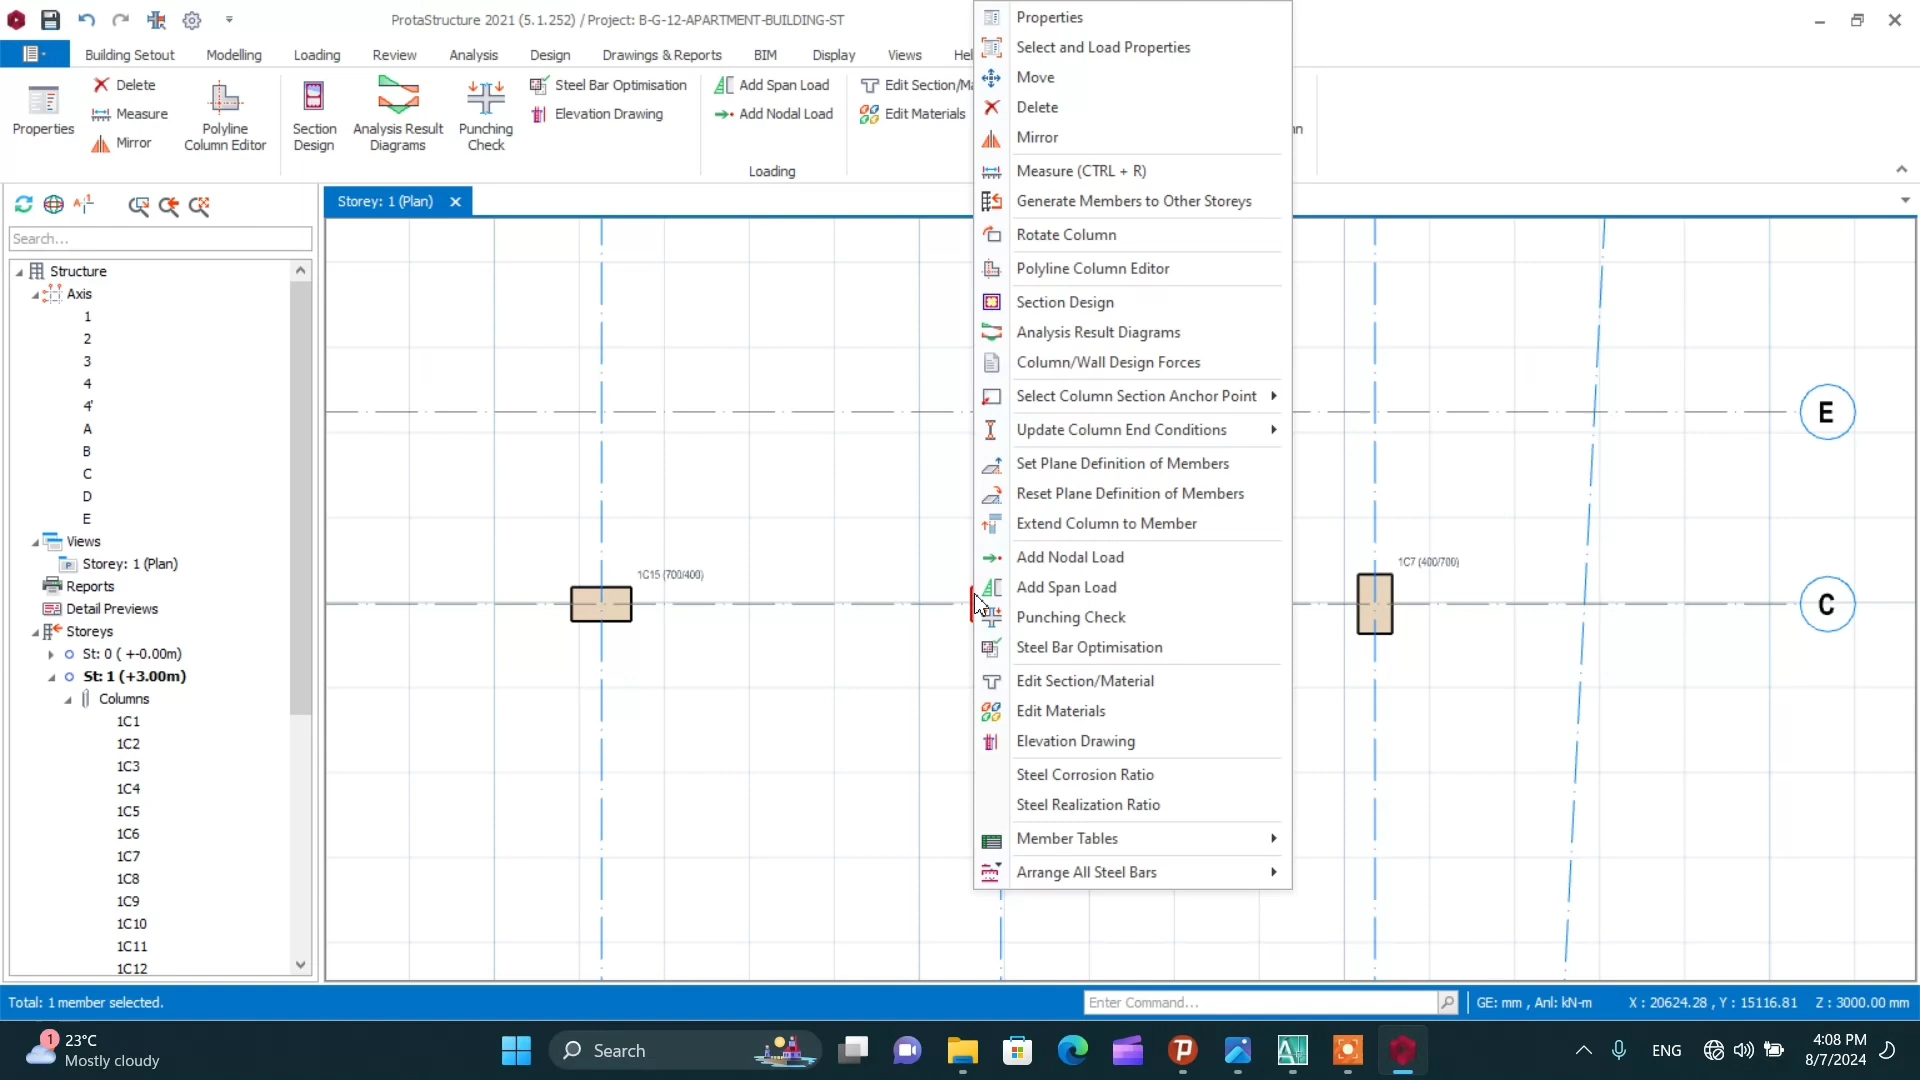 ProtaStructure 2021 (5.1.252) / Project: B-G-12-APARTMENT-BUILDING-ST
Building Setout
Modelling
Loading
Review
Analysis
Design
Drawings & Reports
BIM
Display
Views
Properties
Delete
Measure
Mirror
Polyline
Column Editor
Section
Design
Analysis Result
Diagrams
Punching
Check
Steel Bar Optimisation
Elevation Drawing
Add Span Load
Add Nodal Load
Loading
Edit Materials
Properties
Select and Load Properties
Move
Delete
Mirror
Measure (CTRL + R)
Generate Members to Other Storeys
Rotate Column
Polyline Column Editor
Section Design
Analysis Result Diagrams
Column/Wall Design Forces
Select Column Section Anchor Point
Update Column End Conditions
Set Plane Definition of Members
Reset Plane Definition of Members
Extend Column to Member
Add Nodal Load
Add Span Load
Punching Check
Steel Bar Optimisation
Edit Section/Material
Edit Materials
Elevation Drawing
Steel Corrosion Ratio
Steel Realization Ratio
Member Tables
Arrange All Steel Bars
Search...
Structure
Axis
1
2
3
4
4'
A
B
C
D
E
Views
Storey: 1 (Plan)
Reports
Detail Previews
Storeys
St: 0 ( +-0.00m)
St: 1 (+3.00m)
Columns
1C1
1C2
1C3
1C4
1C5
1C6
1C7
1C8
1C9
1C10
1C11
1C12
Storey: 1 (Plan)
E
1C15 (700/400)
1C7 (400/700)
C
Total: 1 member selected.
Enter Command...
GE: mm , Anl: kN-m
X : 20624.28 , Y : 15116.81
Z : 3000.00 mm
1
23°C
Mostly cloudy
Search
ENG
4:08 PM
8/7/2024